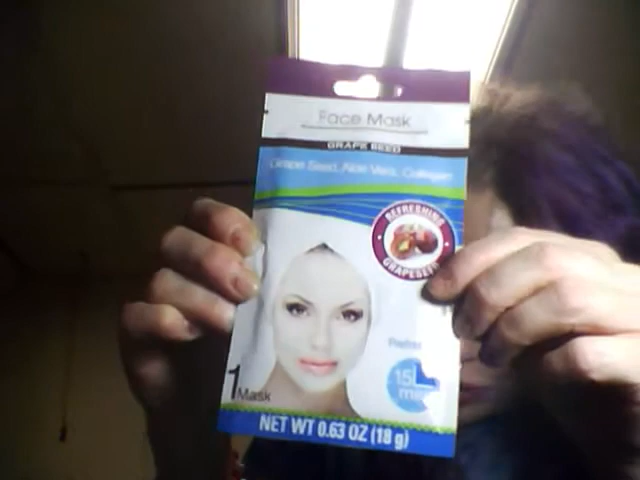 Face Mask
GRAPE SEED
Grape Seed, Aloe Vera, Collagen
REFRESHING
GRAPESEED
15
1 Mask
NET WT 0.63 OZ (18 g)